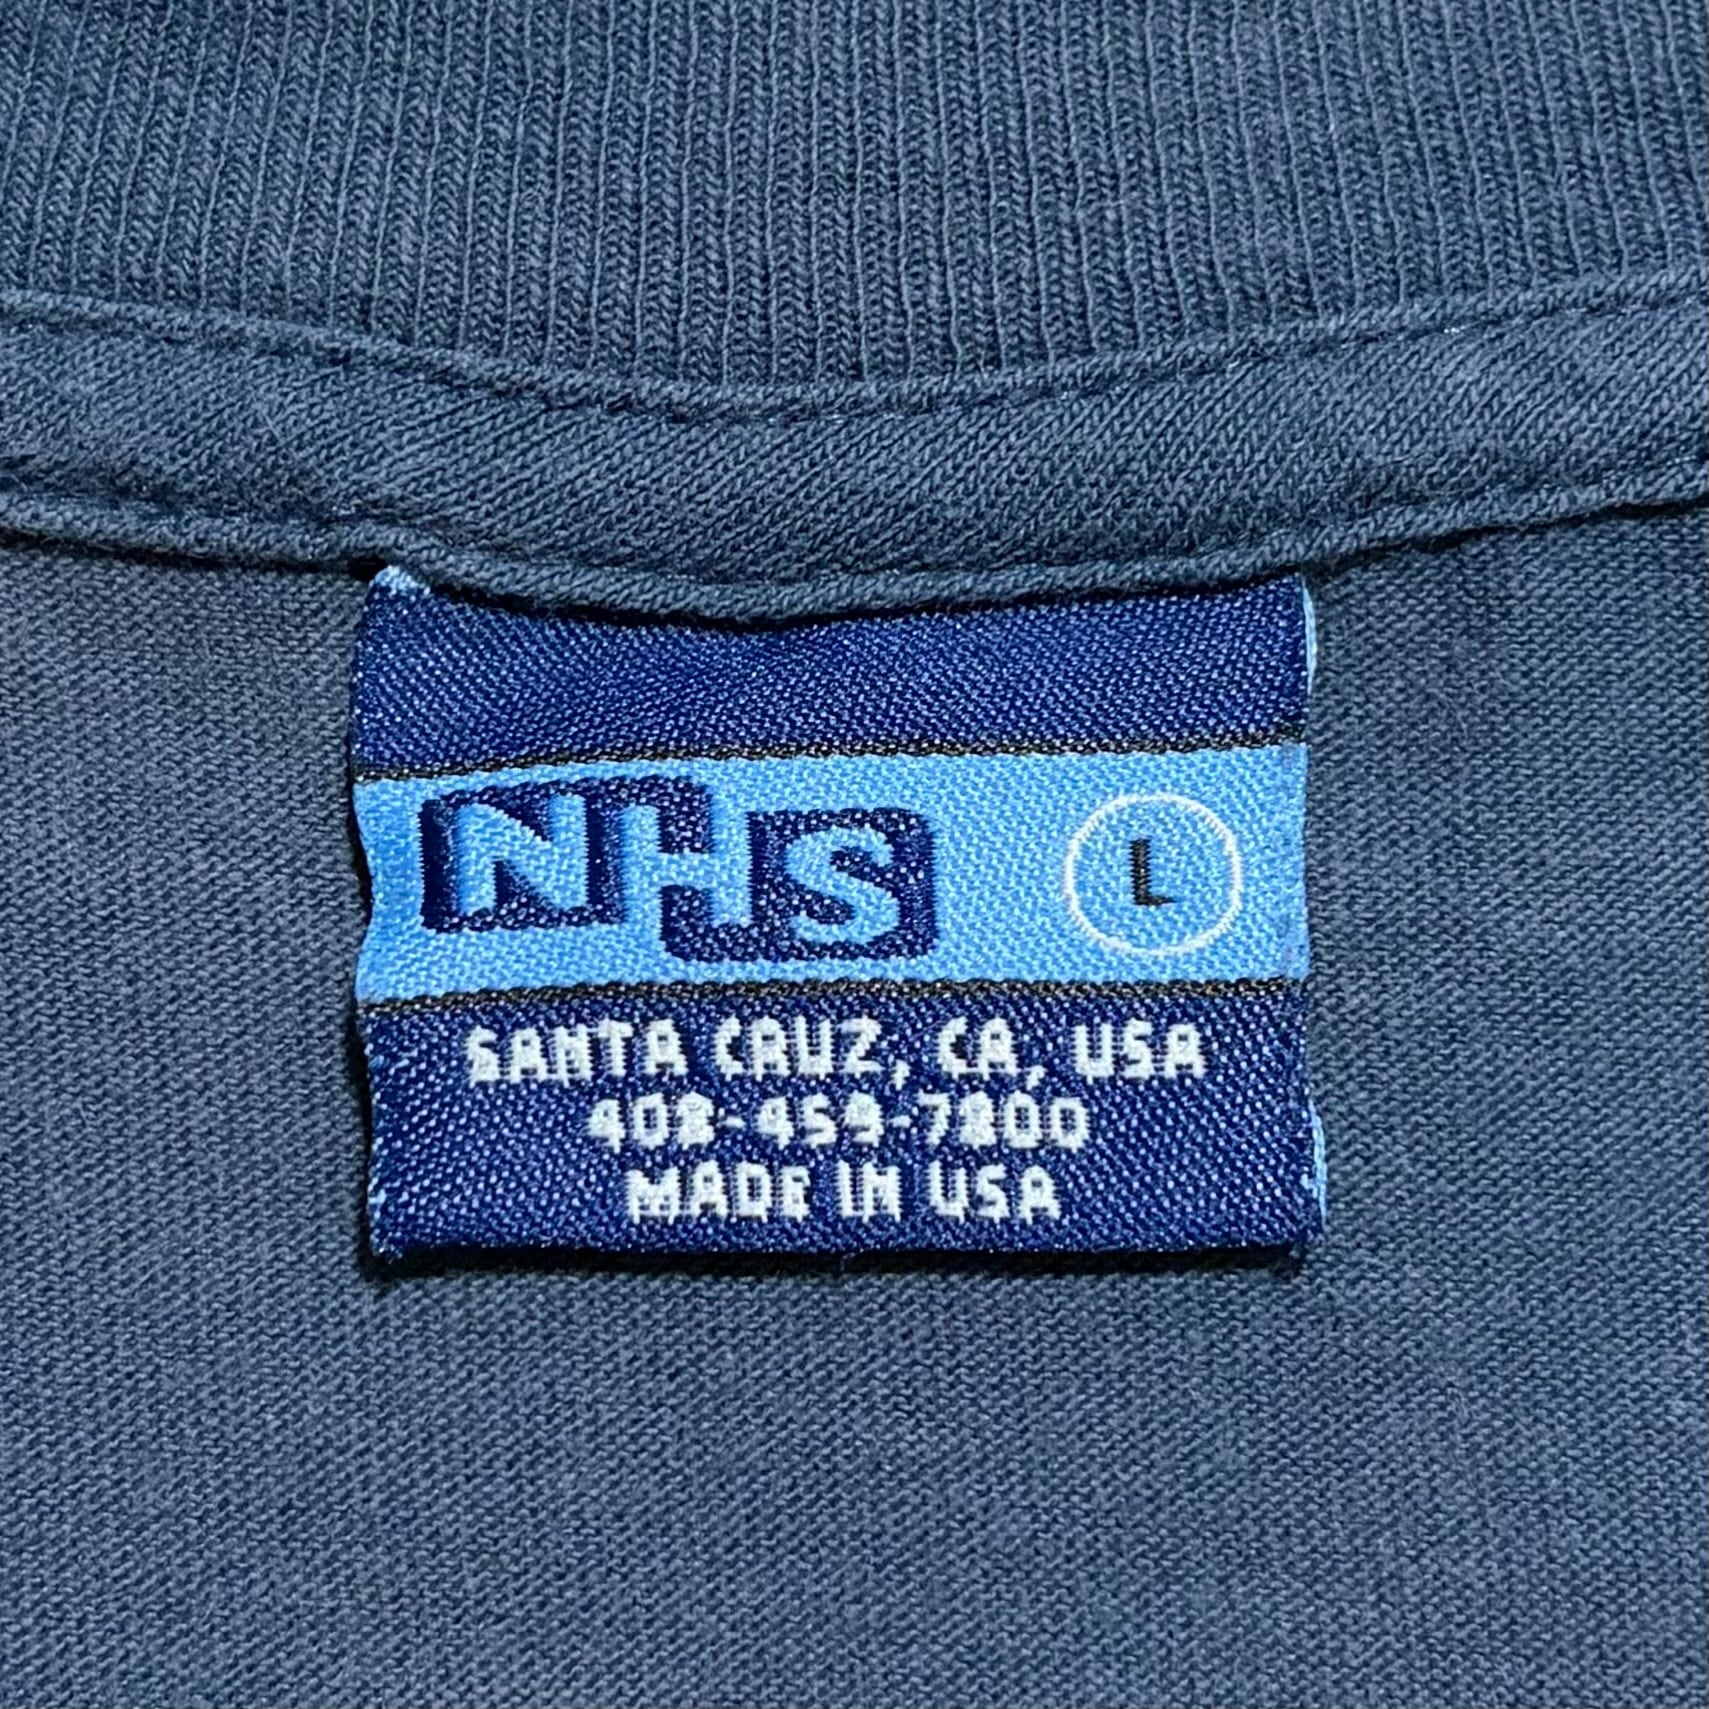 NHS L
SANTA CRUZ, CA, USA
408-459-7800
MADE IN USA